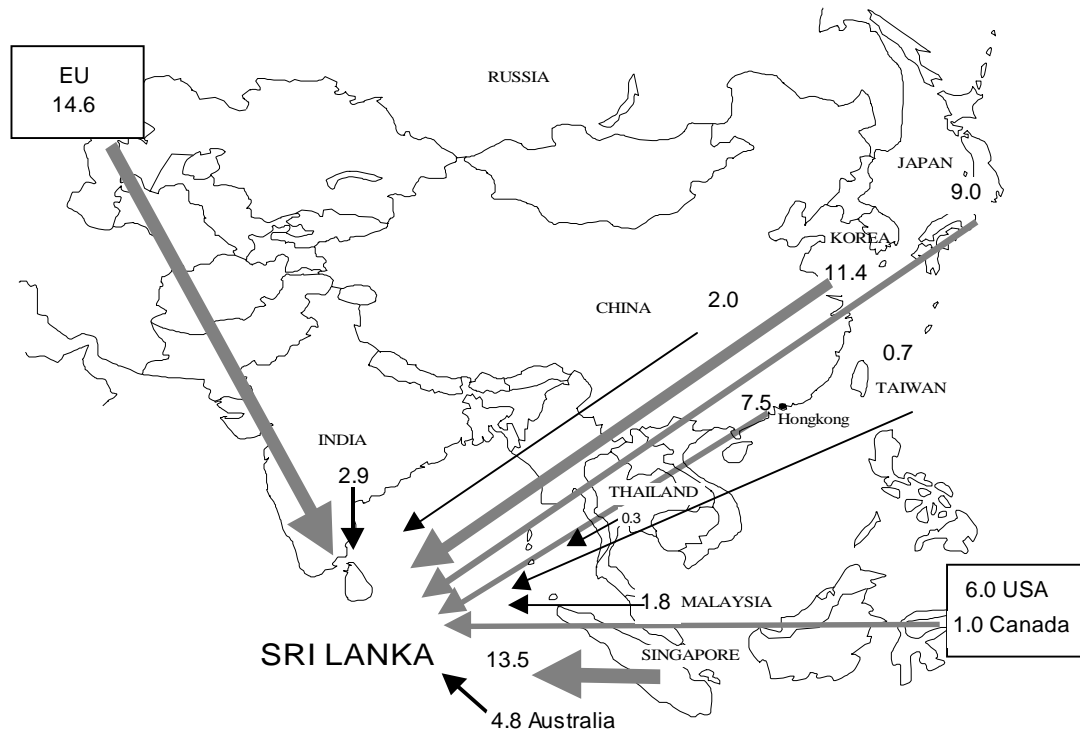 EU
14.6
RUSSIA
JAPAN
9.0
KOREA
11.4
CHINA
2.0
0.7
TAIWAN
7.5
Hongkong
INDIA
2.9
THAILAND
0.3
6.0 USA
1.0 Canada
1.8 MALAYSIA
SRI LANKA
13.5
SINGAPORE
4.8 Australia